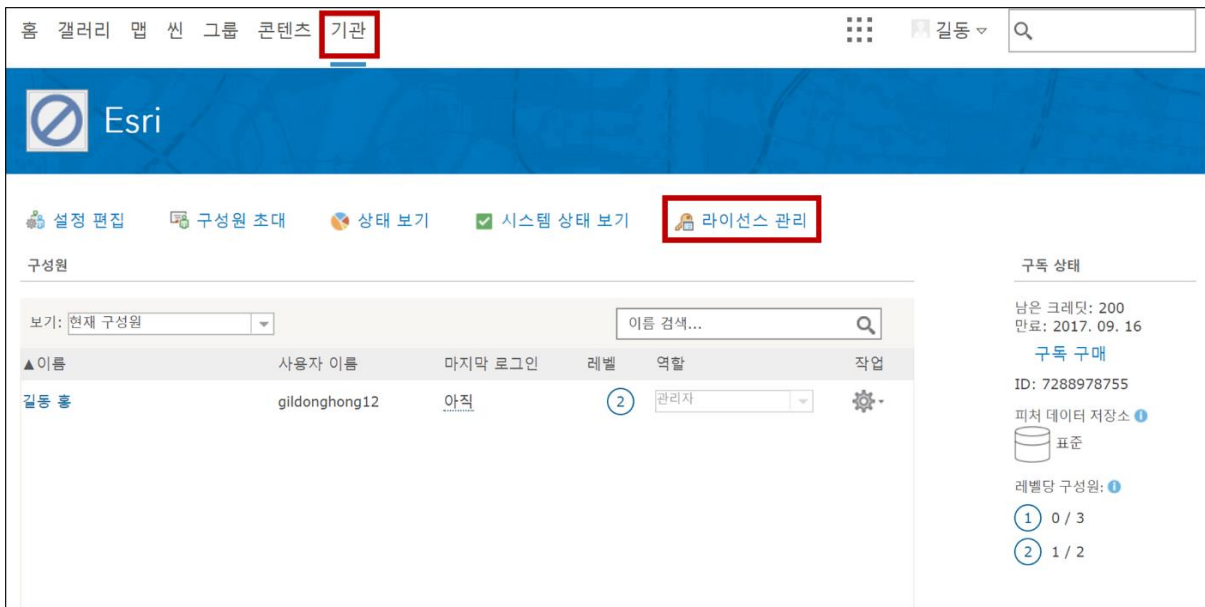 홈 갤러리 맵 씬 그룹 콘텐츠 기관 길동
Esri
설정 편집 구성원 초대 상태 보기 시스템 상태 보기 라이선스 관리
구성원
보기: 현재 구성원 이름 검색...
▲이름 사용자 이름 마지막 로그인 레벨 역할 작업
길동 홍 gildonghong12 아직 2 관리자
구독 상태
남은 크레딧: 200
만료: 2017. 09. 16
구독 구매
ID: 7288978755
피처 데이터 저장소
표준
레벨당 구성원:
1 0 / 3
2 1 / 2